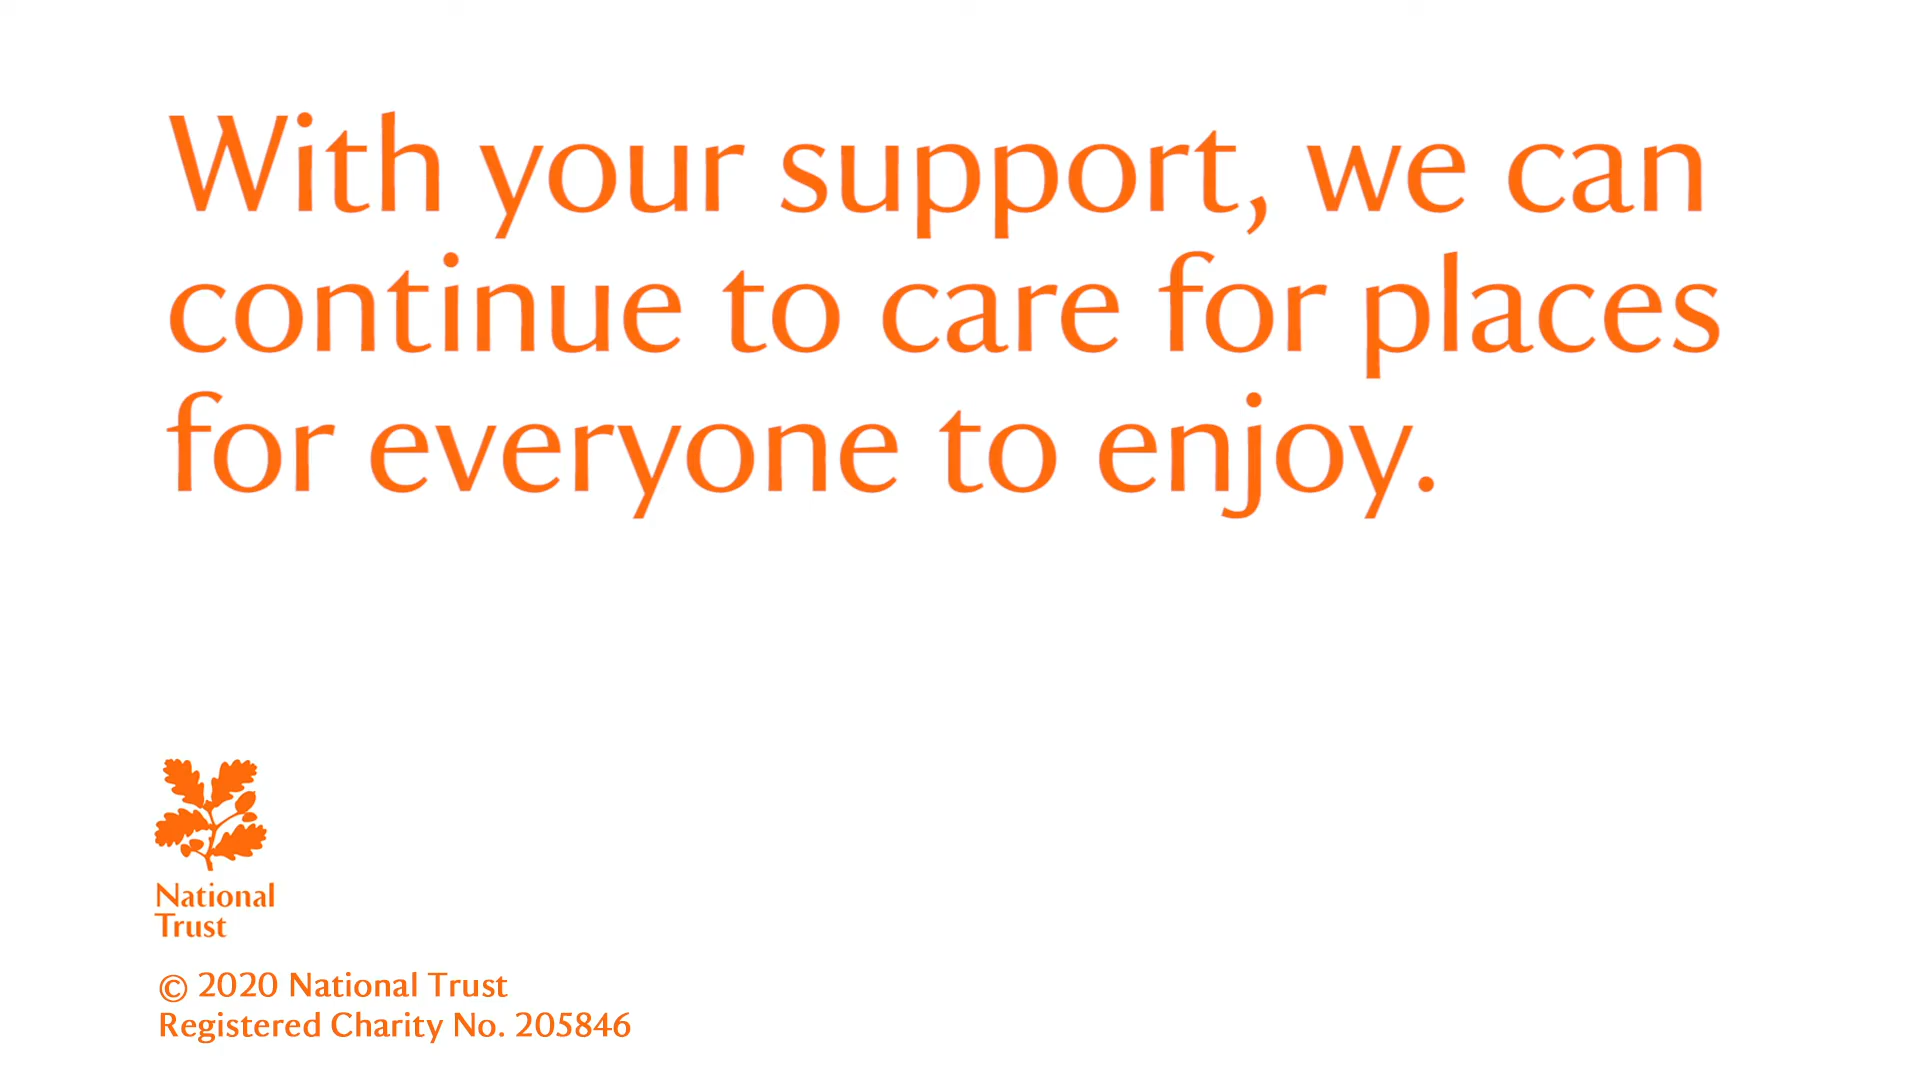 With your support, we can
continue to care for places
for everyone to enjoy.
National
Trust
© 2020 National Trust
Registered Charity No. 205846